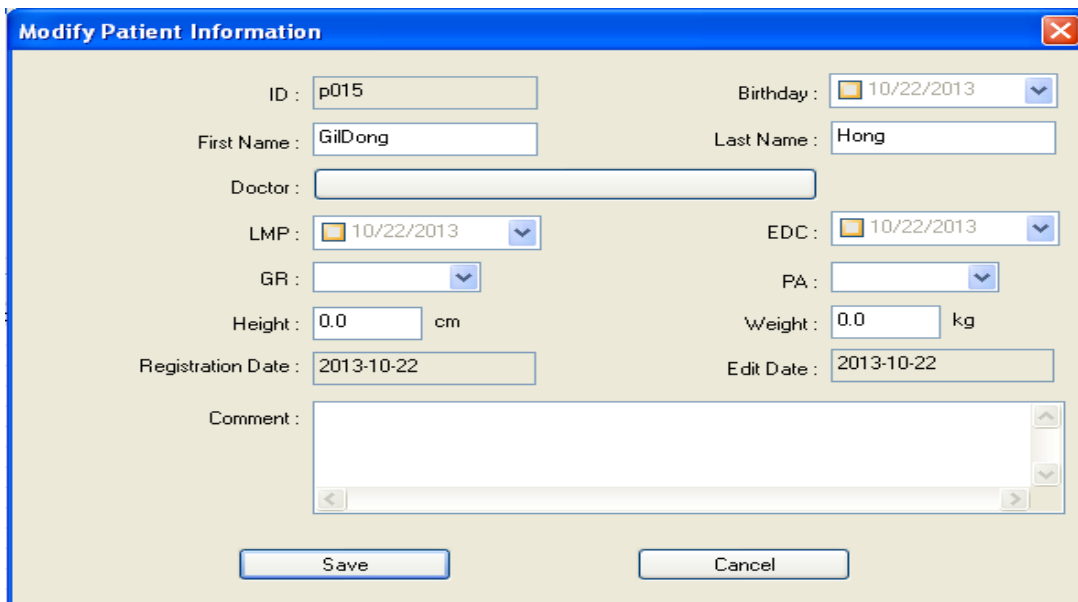 Modify Patient Information
ID : p015 Birthday : 10/22/2013
First Name : GilDong Last Name : Hong
Doctor :
LMP : 10/22/2013 EDC : 10/22/2013
GR : PA :
Height : 0.0 cm Weight : 0.0 kg
Registration Date : 2013-10-22 Edit Date : 2013-10-22
Comment :
Save Cancel